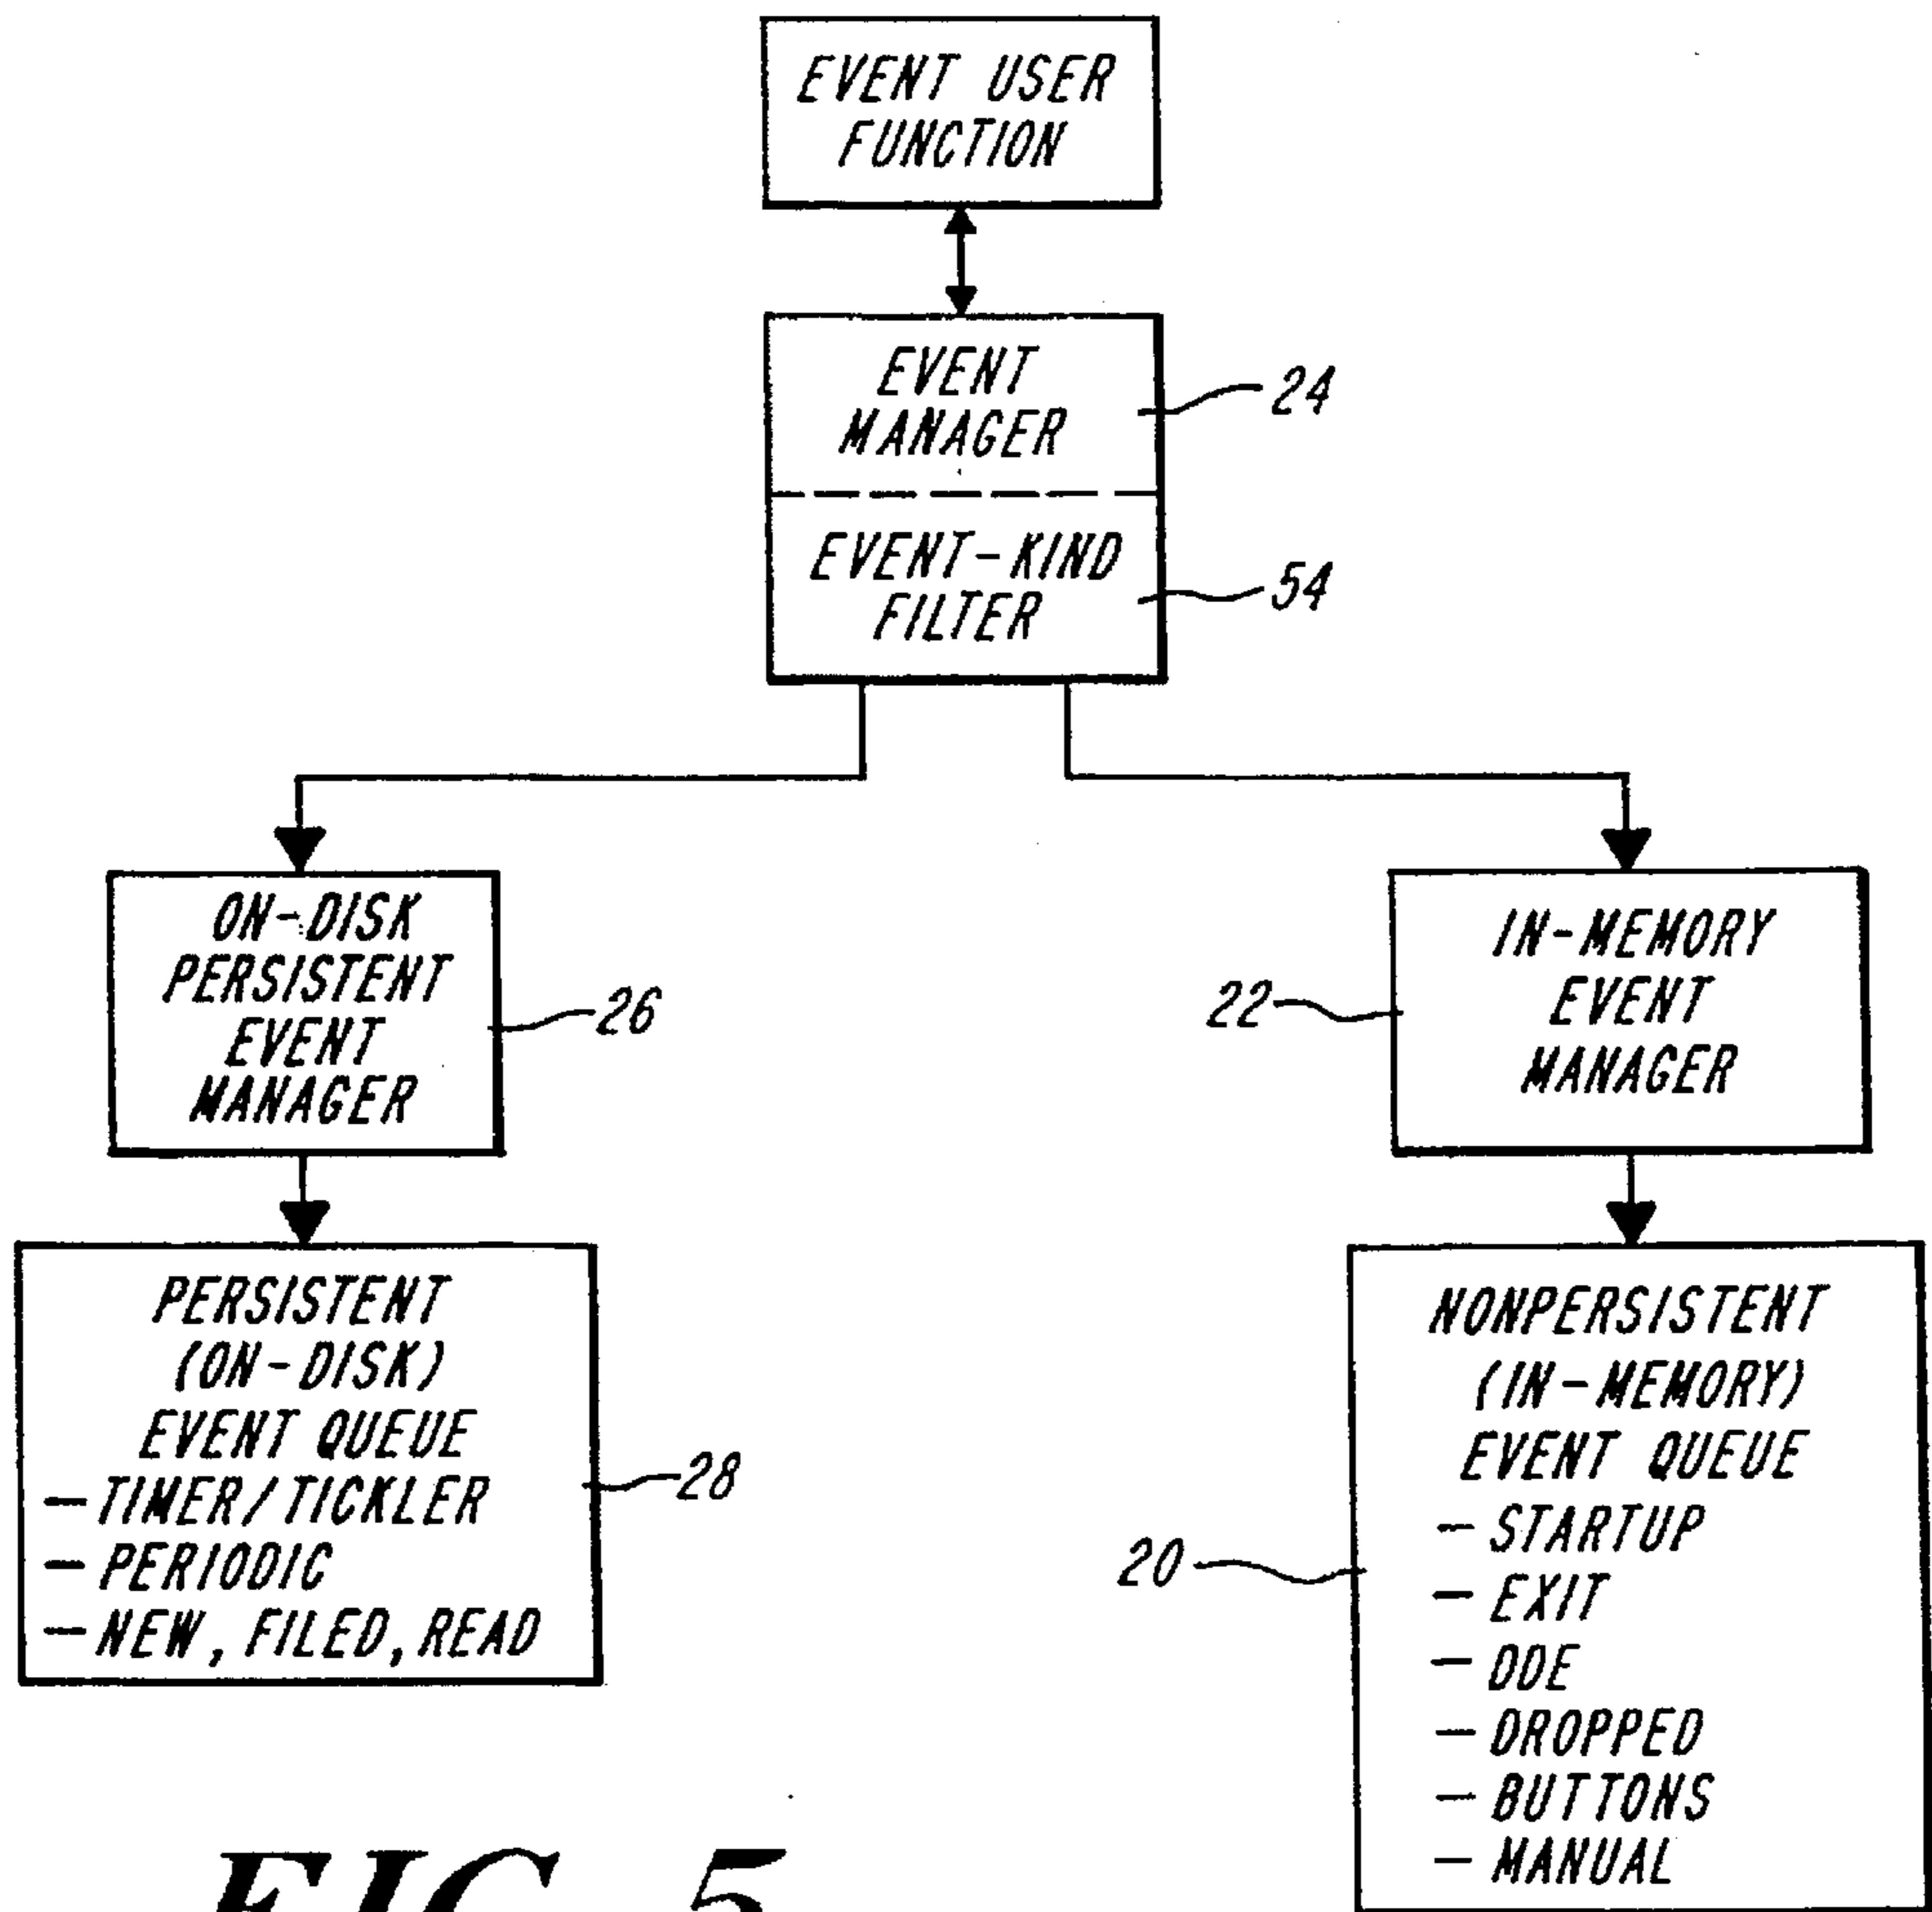 EVENT USER
FUNCTION
EVENT
MANAGER
24
EVENT-KIND
FILTER
54
ON-DISK
PERSISTENT
EVENT
MANAGER
26
22
IN-MEMORY
EVENT
MANAGER
PERSISTENT
(ON-DISK)
EVENT QUEUE
- TIMER/TICKLER
- PERIODIC
- NEW, FILED, READ
28
20
NONPERSISTENT
(IN-MEMORY)
EVENT QUEUE
- STARTUP
- EXIT
- DDE
- DROPPED
- BUTTONS
- MANUAL
FIG. 5